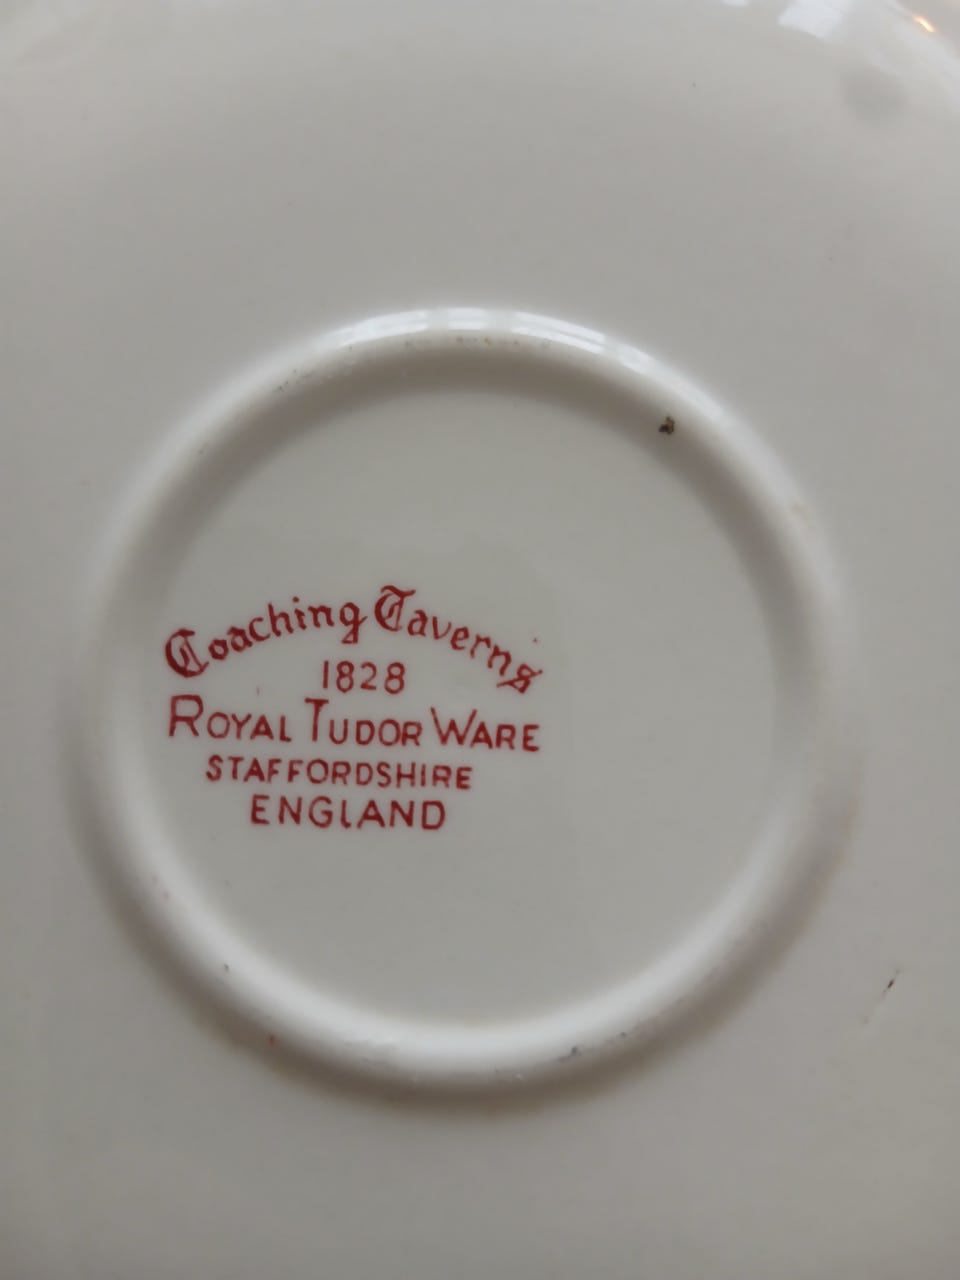 Coaching Taverns
1828
ROYAL TUDOR WARE
STAFFORDSHIRE
ENGLAND